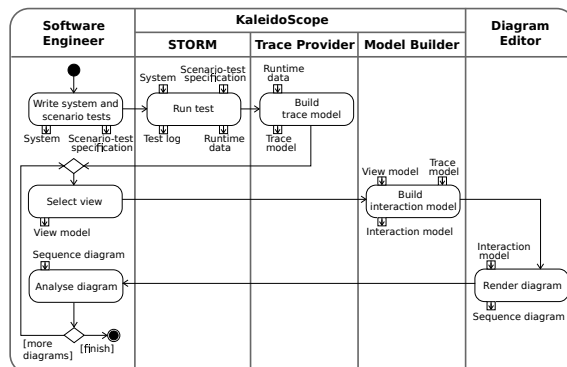 Software
Engineer
KaleidoScope
STORM
Trace Provider
Model Builder
Diagram
Editor
System
Scenario-test
specification
Runtime
data
Write system and
scenario tests
Run test
Build
trace model
System
Scenario-test
specification
Test log
Runtime
data
Trace
model
View model
Trace
model
Select view
Build
interaction model
View model
Interaction model
Sequence diagram
Interaction
model
Analyse diagram
Render diagram
Sequence diagram
[more
diagrams]
[finish]